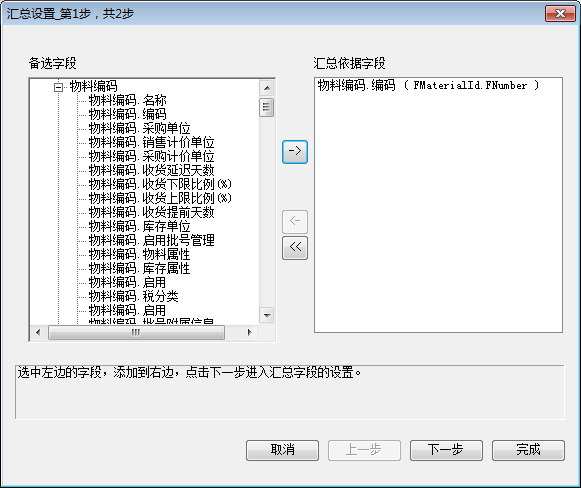 汇总设置_第1步，共2步
备选字段
汇总依据字段
物料编码
物料编码.名称
物料编码.编码
物料编码.采购单位
物料编码.销售计价单位
物料编码.采购计价单位
物料编码.收货延迟天数
物料编码.收货下限比例(%)
物料编码.收货上限比例(%)
物料编码.收货提前天数
物料编码.库存单位
物料编码.启用批号管理
物料编码.物料属性
物料编码.库存属性
物料编码.启用
物料编码.税分类
物料编码.启用
物料编码.批号附属信息
物料编码.编码 ( FMaterialId.FNumber )
->
<-
<<
选中左边的字段，添加到右边，点击下一步进入汇总字段的设置。
取消
上一步
下一步
完成